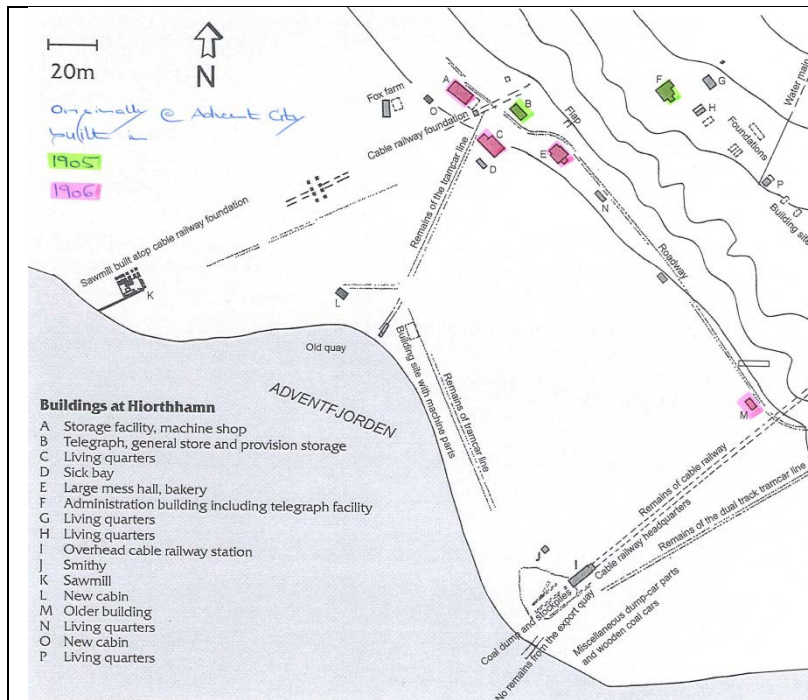 20m
N
Originally @ Advent City
built in
1905
1906
Fox farm
A
O
B
C
D
E
Flap
F
G
H
Water main
Foundations
P
Building site
N
Cable railway foundation
Remains of the tramcar line
Roadway
Sawmill built atop cable railway foundation
K
L
Old quay
Building site with machine parts
Remains of tramcar line
ADVENTFJORDEN
M
Remains of cable railway
Cable railway headquarters
Remains of the dual track tramcar line
J
I
Coal dump and stockpiles
No remains from the export quay
Miscellaneous dump-car parts
and wooden coal cars
Buildings at Hiorthhamn
A Storage facility, machine shop
B Telegraph, general store and provision storage
C Living quarters
D Sick bay
E Large mess hall, bakery
F Administration building including telegraph facility
G Living quarters
H Living quarters
I Overhead cable railway station
J Smithy
K Sawmill
L New cabin
M Older building
N Living quarters
O New cabin
P Living quarters